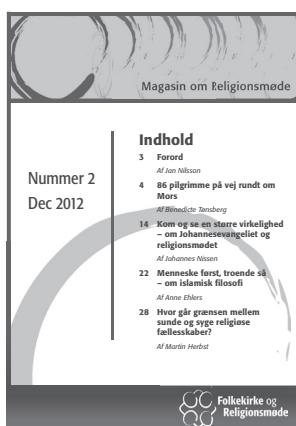 Magasin om Religionsmøde
Nummer 2
Dec 2012
Indhold
3 Forord
Af Jan Nilsson
4 86 pilgrimme på vej rundt om
Mors
Af Benedicte Tønsberg
14 Kom og se en større virkelighed
– om Johannesevangeliet og
religionsmødet
Af Johannes Nissen
22 Menneske først, troende så
– om islamisk filosofi
Af Anne Ehlers
28 Hvor går grænsen mellem
sunde og syge religiøse
fællesskaber?
Af Martin Herbst
Folkekirke og
Religionsmøde